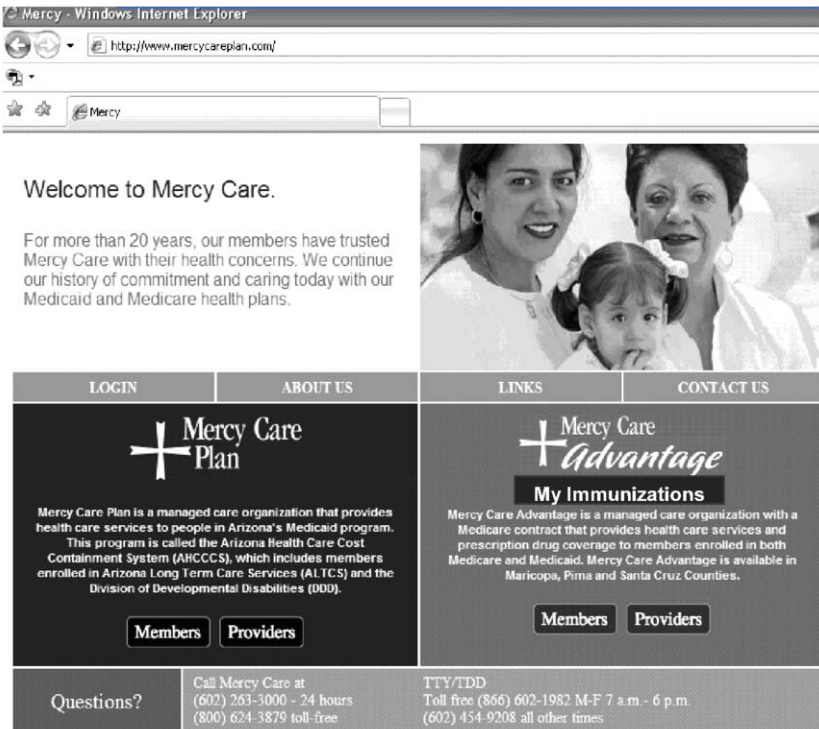 Mercy - Windows Internet Explorer
http://www.mercycareplan.com/
Mercy
Welcome to Mercy Care.
For more than 20 years, our members have trusted
Mercy Care with their health concerns. We continue
our history of commitment and caring today with our
Medicaid and Medicare health plans.
LOGIN ABOUT US LINKS CONTACT US
Mercy Care
Plan
Mercy Care Plan is a managed care organization that provides
health care services to people in Arizona's Medicaid program.
This program is called the Arizona Health Care Cost
Containment System (AHCCCS), which includes members
enrolled in Arizona Long Term Care Services (ALTCS) and the
Division of Developmental Disabilities (DDD).
Members Providers
Mercy Care
Advantage
My Immunizations
Mercy Care Advantage is a managed care organization with a
Medicare contract that provides health care services and
prescription drug coverage to members enrolled in both
Medicare and Medicaid. Mercy Care Advantage is available in
Maricopa, Pima and Santa Cruz Counties.
Members Providers
Questions?
Call Mercy Care at
(602) 263-3000 - 24 hours
(800) 624-3879 toll-free
TTY/TDD
Toll free (866) 602-1982 M-F 7 a.m.- 6 p.m.
(602) 454-9208 all other times